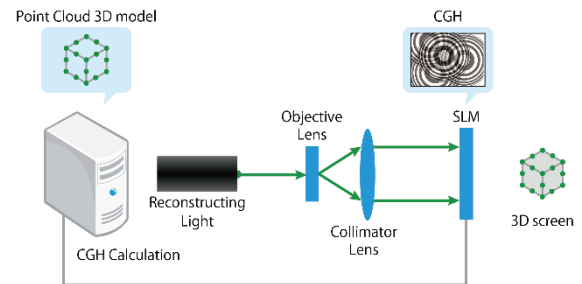 Point Cloud 3D model
CGH
Objective
Lens
SLM
Reconstructing
Light
Collimator
Lens
3D screen
CGH Calculation